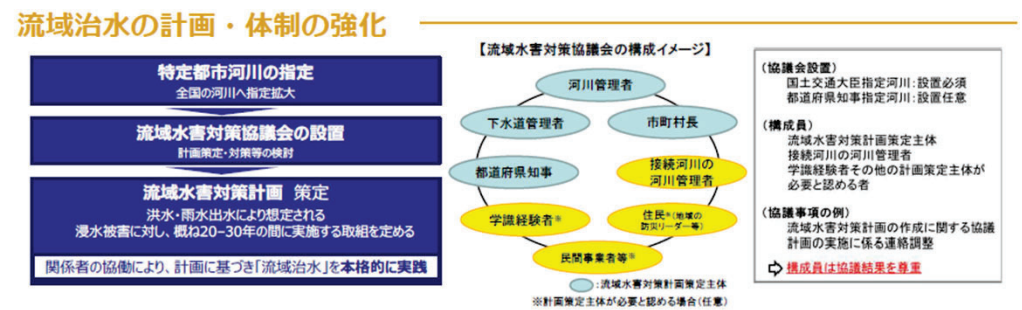 流域治水の計画・体制の強化
特定都市河川の指定
全国の河川へ指定拡大
流域水害対策協議会の設置
計画策定・対策等の検討
流域水害対策計画 策定
洪水・雨水出水により想定される
浸水被害に対し、概ね20-30年の間に実施する取組を定める
関係者の協働により、計画に基づき「流域治水」を本格的に実践
【流域水害対策協議会の構成イメージ】
河川管理者
下水道管理者
市町村長
都道府県知事
接続河川の
河川管理者
学識経験者※
住民※(地域の
防災リーダー等)
民間事業者等※
:流域水害対策計画策定主体
※計画策定主体が必要と認める場合(任意)
(協議会設置)
国土交通大臣指定河川:設置必須
都道府県知事指定河川:設置任意
(構成員)
流域水害対策計画策定主体
接続河川の河川管理者
学識経験者その他の計画策定主体が
必要と認める者
(協議事項の例)
流域水害対策計画の作成に関する協議
計画の実施に係る連絡調整
⇨ 構成員は協議結果を尊重